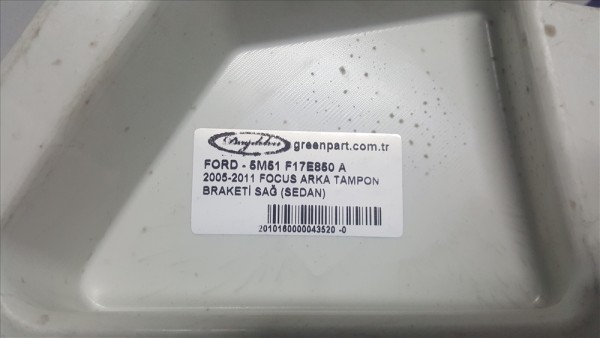 greenpart.com.tr
FORD - 5M51 F17E850 A
2005-2011 FOCUS ARKA TAMPON
BRAKETİ SAĞ (SEDAN)
2010160000043520 -0